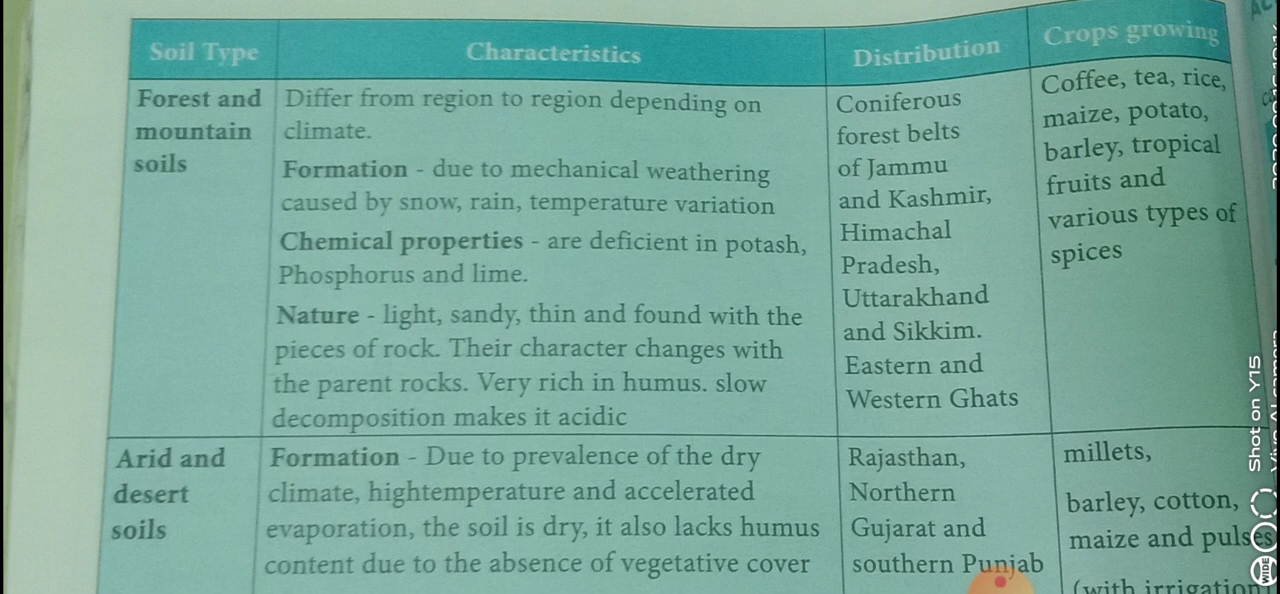 Soil Type
Characteristics
Distribution
Crops growing
Forest and
mountain
soils
Differ from region to region depending on
climate.
Formation - due to mechanical weathering
caused by snow, rain, temperature variation
Chemical properties - are deficient in potash,
Phosphorus and lime.
Nature - light, sandy, thin and found with the
pieces of rock. Their character changes with
the parent rocks. Very rich in humus. slow
decomposition makes it acidic
Coniferous
forest belts
of Jammu
and Kashmir,
Himachal
Pradesh,
Uttarakhand
and Sikkim.
Eastern and
Western Ghats
Coffee, tea, rice,
maize, potato,
barley, tropical
fruits and
various types of
spices
Arid and
desert
soils
Formation - Due to prevalence of the dry
climate, hightemperature and accelerated
evaporation, the soil is dry, it also lacks humus
content due to the absence of vegetative cover
Rajasthan,
Northern
Gujarat and
southern Punjab
millets,
barley, cotton,
maize and pulses
(with irrigation
Shot on Y15
WIDE